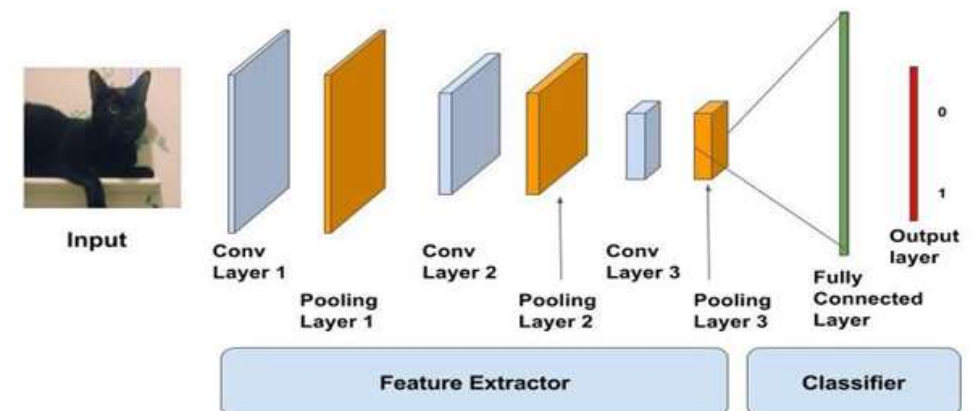 Input
Conv
Layer 1
Pooling
Layer 1
Conv
Layer 2
Pooling
Layer 2
Conv
Layer 3
Pooling
Layer 3
Fully
Connected
Layer
0
1
Output
layer
Feature Extractor
Classifier